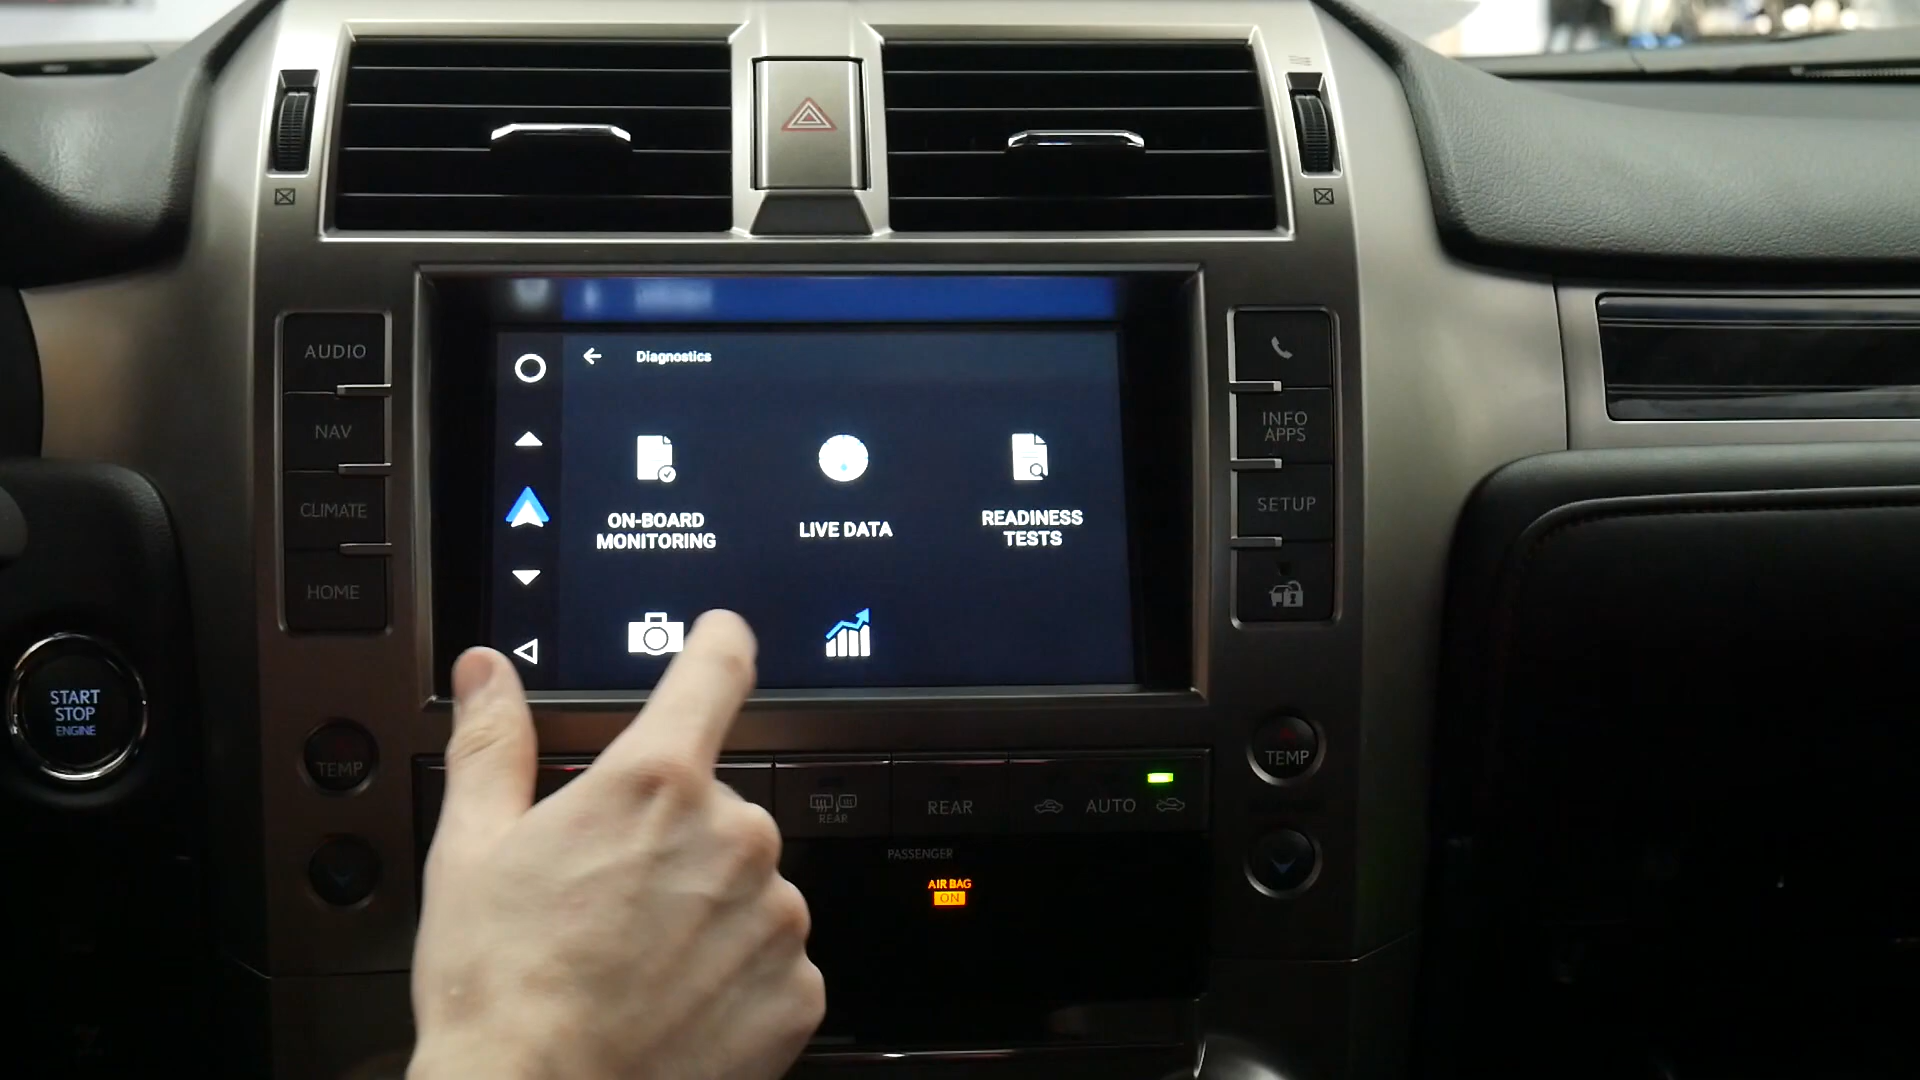 AUDIO
NAV
CLIMATE
HOME
START
STOP
ENGINE
Diagnostics
ON-BOARD
MONITORING
LIVE DATA
READINESS
TESTS
INFO
APPS
SETUP
TEMP
TEMP
REAR
REAR
AUTO
PASSENGER
AIR BAG
ON